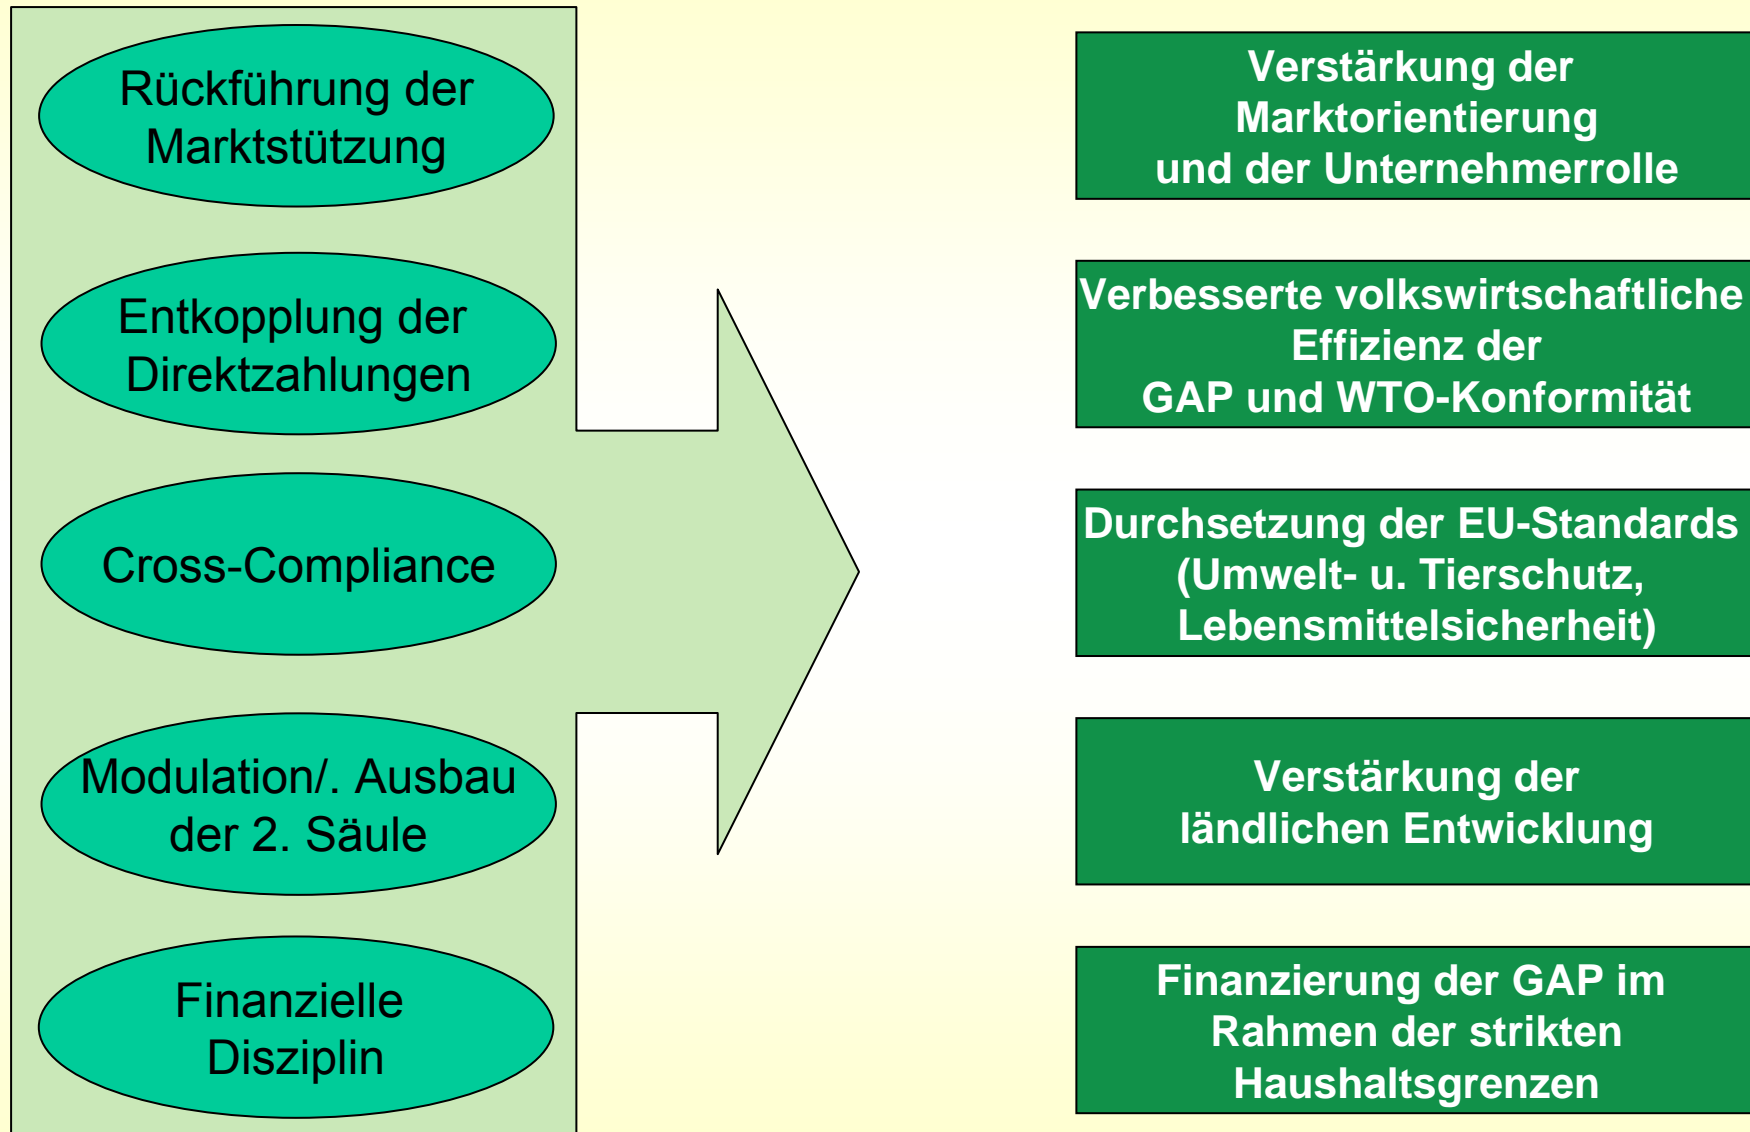 Rückführung der
Marktstützung
Entkopplung der
Direktzahlungen
Cross-Compliance
Modulation/. Ausbau
der 2. Säule
Finanzielle
Disziplin
Verstärkung der
Marktorientierung
und der Unternehmerrolle
Verbesserte volkswirtschaftliche
Effizienz der
GAP und WTO-Konformität
Durchsetzung der EU-Standards
(Umwelt- u. Tierschutz,
Lebensmittelsicherheit)
Verstärkung der
ländlichen Entwicklung
Finanzierung der GAP im
Rahmen der strikten
Haushaltsgrenzen